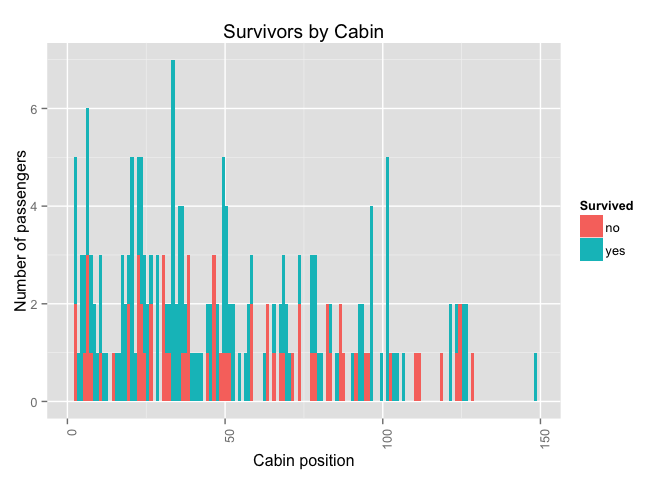 Survivors by Cabin
Number of passengers
6
4
2
0
0
50
100
150
Cabin position
Survived
no
yes